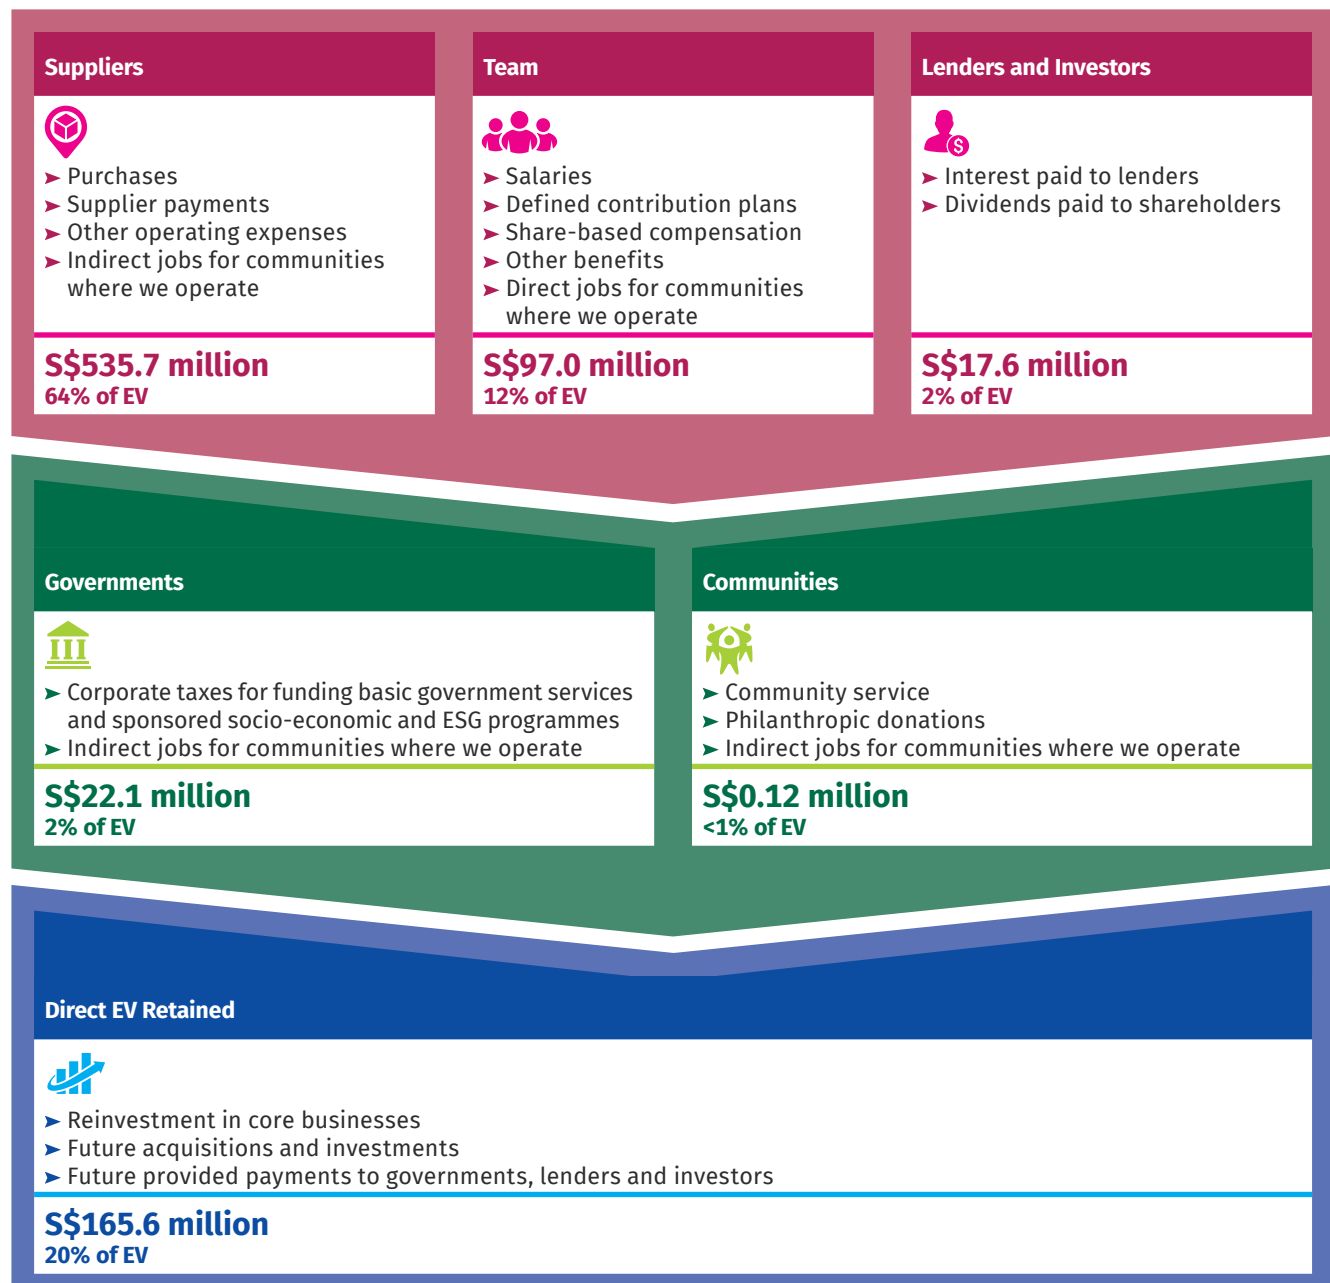 Suppliers
➤ Purchases
➤ Supplier payments
➤ Other operating expenses
➤ Indirect jobs for communities
where we operate
S$535.7 million
64% of EV
Team
➤ Salaries
➤ Defined contribution plans
➤ Share-based compensation
➤ Other benefits
➤ Direct jobs for communities
where we operate
S$97.0 million
12% of EV
Lenders and Investors
$
➤ Interest paid to lenders
➤ Dividends paid to shareholders
S$17.6 million
2% of EV
Governments
➤ Corporate taxes for funding basic government services
and sponsored socio-economic and ESG programmes
➤ Indirect jobs for communities where we operate
S$22.1 million
2% of EV
Communities
➤ Community service
➤ Philanthropic donations
➤ Indirect jobs for communities where we operate
S$0.12 million
<1% of EV
Direct EV Retained
➤ Reinvestment in core businesses
➤ Future acquisitions and investments
➤ Future provided payments to governments, lenders and investors
S$165.6 million
20% of EV